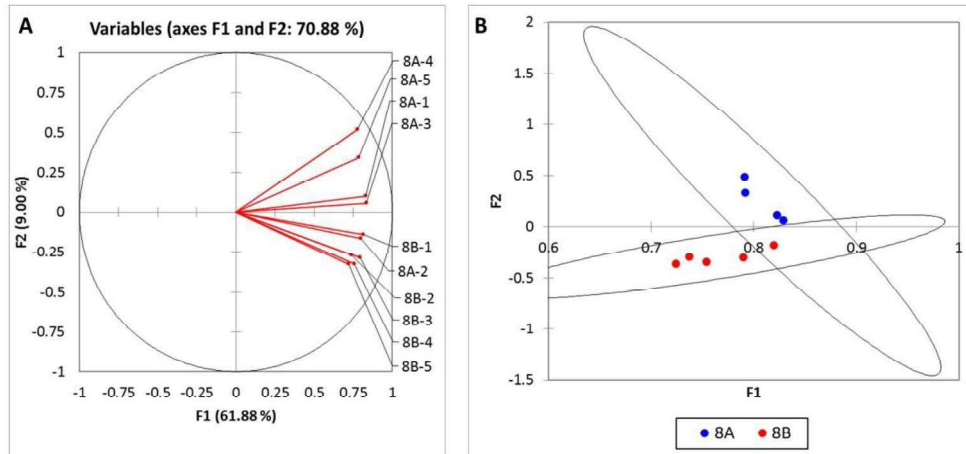 A
Variables (axes F1 and F2: 70.88 %)
1
0.75
0.5
0.25
0
-0.25
-0.5
-0.75
-1
-1 -0.75 -0.5 -0.25 0 0.25 0.5 0.75 1
F2 (9.00 %)
F1 (61.88 %)
8A-4
8A-5
8A-1
8A-3
8B-1
8A-2
8B-2
8B-3
8B-4
8B-5
B
2
1.5
1
0.5
0
-0.5
-1
-1.5
0.6 0.7 0.8 0.9 1
F2
F1
8A 8B